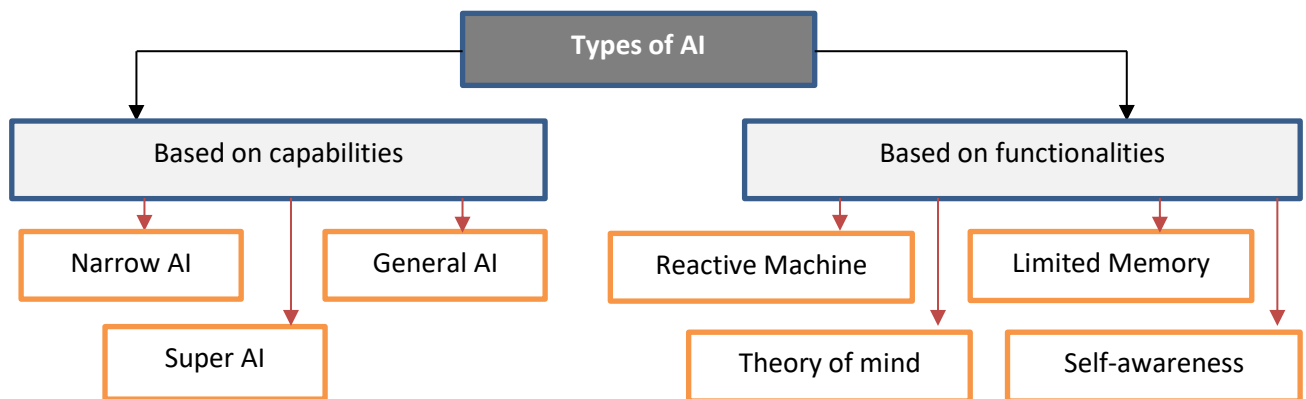 Types of AI
Based on capabilities
Based on functionalities
Narrow AI
General AI
Reactive Machine
Limited Memory
Super AI
Theory of mind
Self-awareness